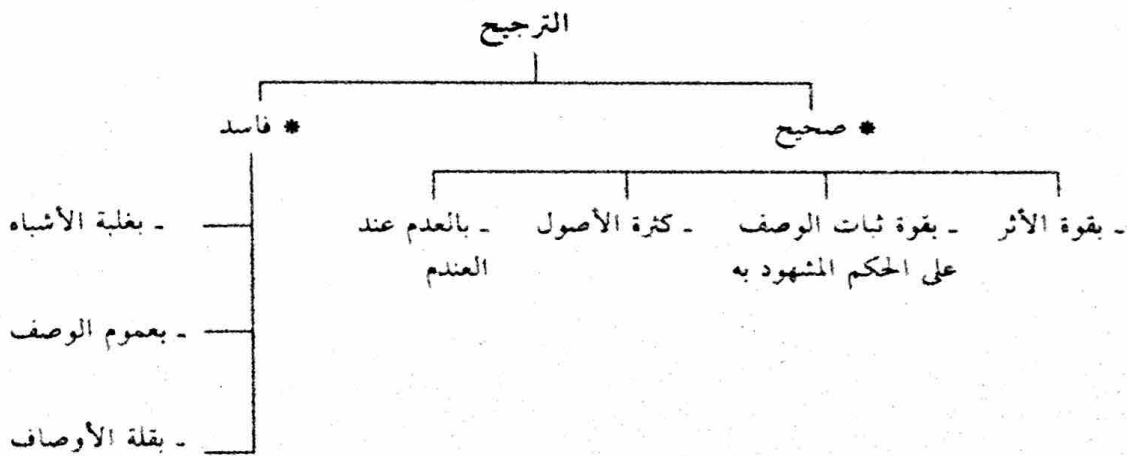 الترجيح
* صحيح
* فاسد
ـ بقوة الأثر
ـ بقوة ثبات الوصف
على الحكم المشهود به
ـ كثرة الأصول
ـ بالعدم عند
العندم
ـ بغلبة الأشباه
ـ بعموم الوصف
ـ بقلة الأوصاف